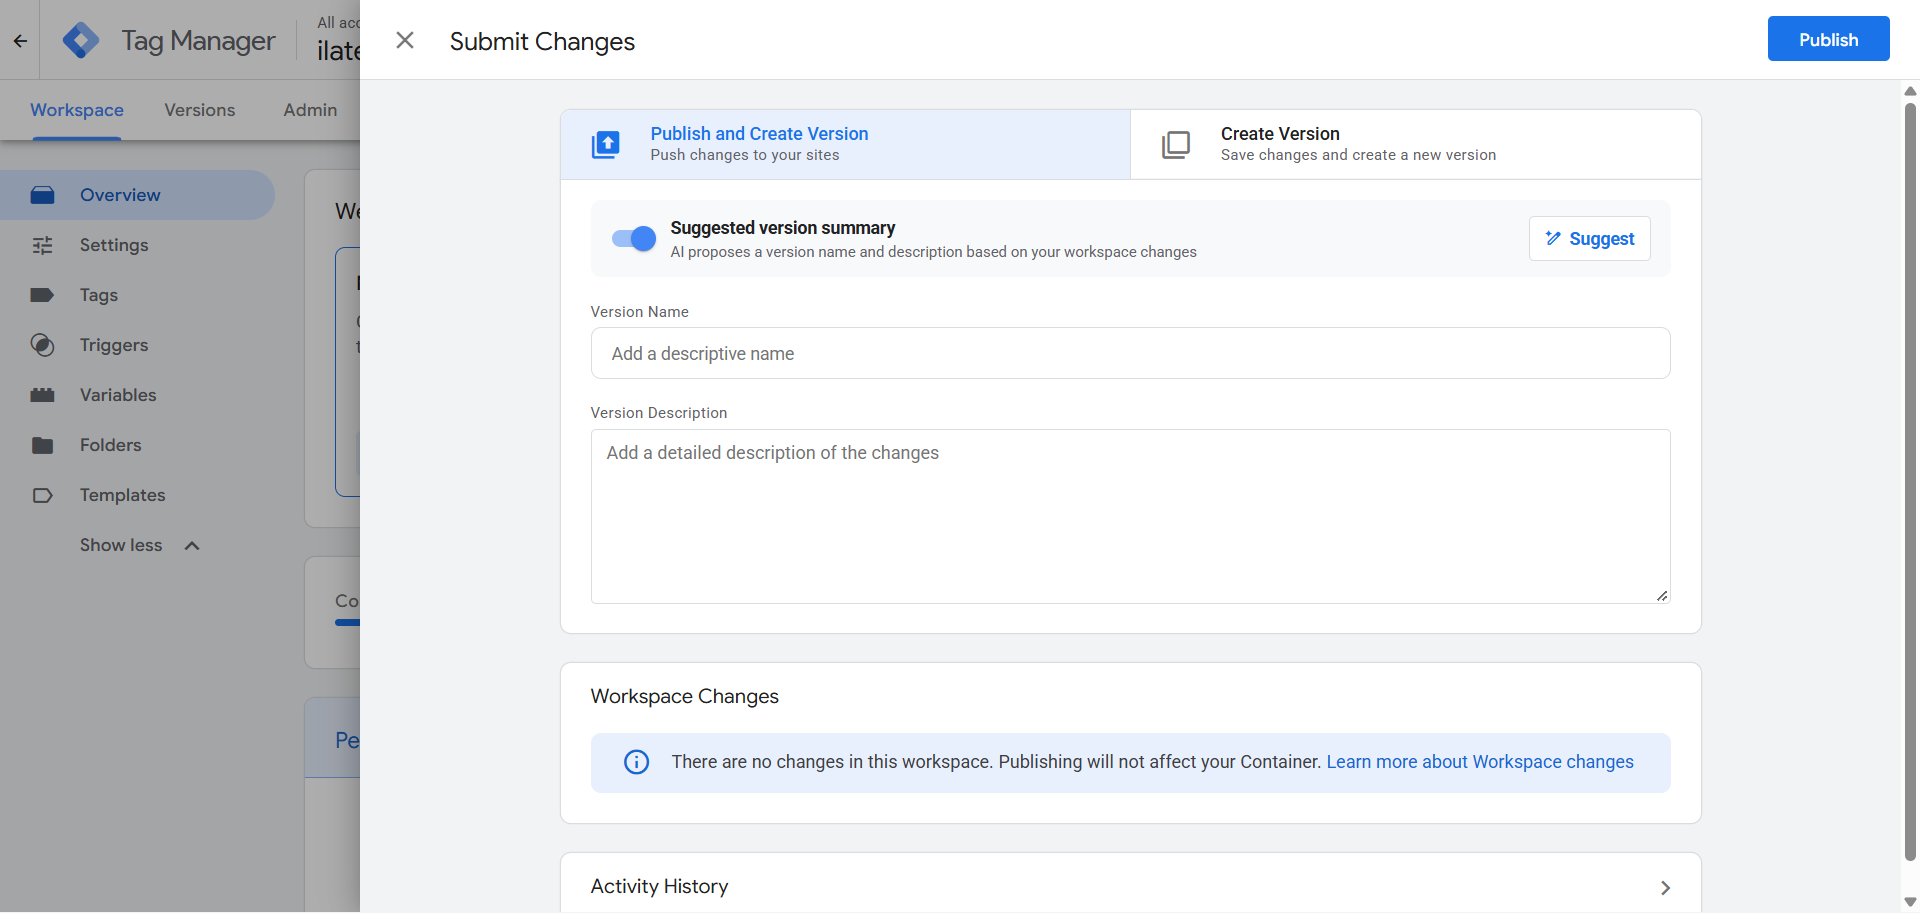 Tag Manager
All acc
ilate
Submit Changes
Publish
Workspace
Versions
Admin
Overview
Settings
Tags
Triggers
Variables
Folders
Templates
Show less
We
Co
Pe
Publish and Create Version
Push changes to your sites
Create Version
Save changes and create a new version
Suggested version summary
AI proposes a version name and description based on your workspace changes
Suggest
Version Name
Add a descriptive name
Version Description
Add a detailed description of the changes
Workspace Changes
There are no changes in this workspace. Publishing will not affect your Container. Learn more about Workspace changes
Activity History